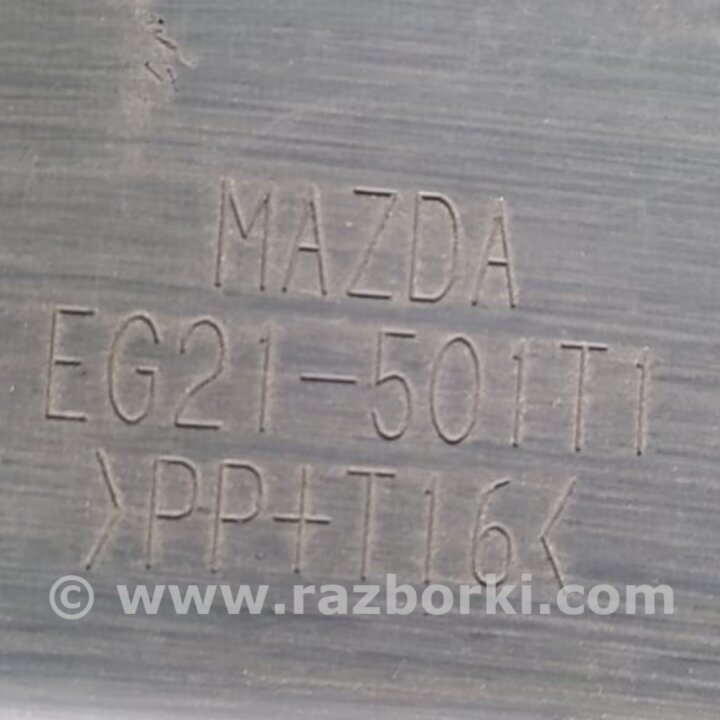 MAZDA
EG21-501T1
>PP+T16<
© www.razborki.com